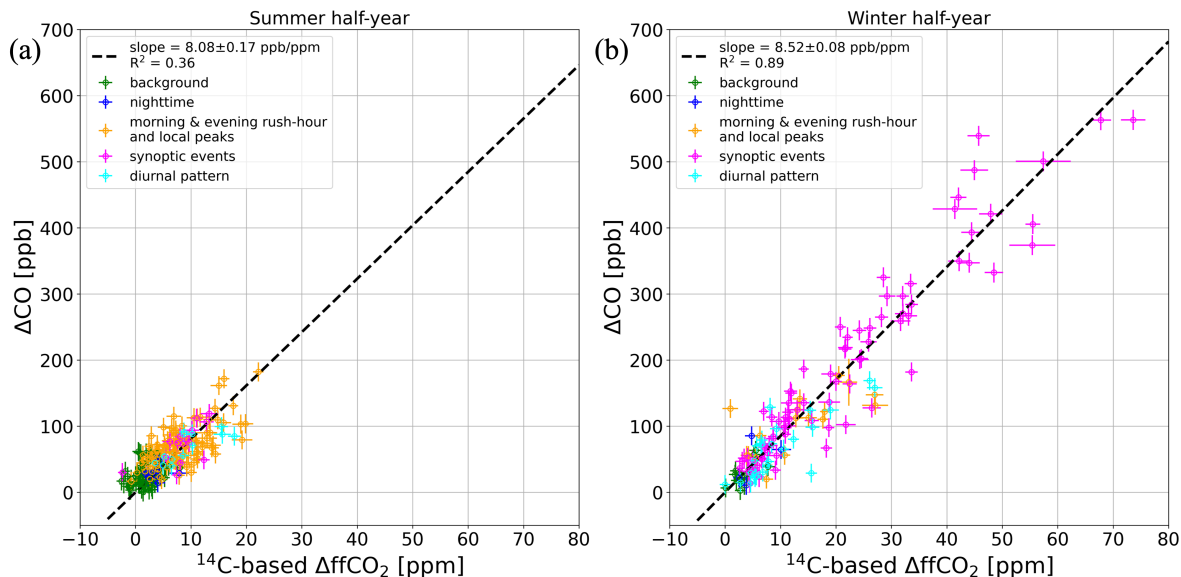 Summer half-year
(a)
slope = 8.08±0.17 ppb/ppm
R² = 0.36
background
nighttime
morning & evening rush-hour
and local peaks
synoptic events
diurnal pattern
ΔCO [ppb]
700
600
500
400
300
200
100
0
−10 0 10 20 30 40 50 60 70 80
¹⁴C-based ΔffCO₂ [ppm]
Winter half-year
(b)
slope = 8.52±0.08 ppb/ppm
R² = 0.89
background
nighttime
morning & evening rush-hour
and local peaks
synoptic events
diurnal pattern
ΔCO [ppb]
700
600
500
400
300
200
100
0
−10 0 10 20 30 40 50 60 70 80
¹⁴C-based ΔffCO₂ [ppm]